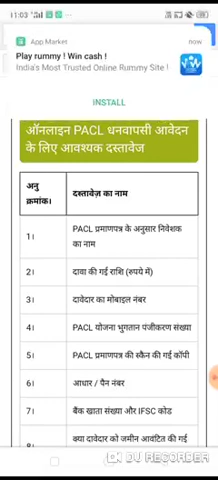 11:03
App Market
now
Play rummy ! Win cash !
India's Most Trusted Online Rummy Site !
INSTALL
ऑनलाइन PACL धनवापसी आवेदन
के लिए आवश्यक दस्तावेज
अनु
क्रमांक।
दस्तावेज़ का नाम
1।
PACL प्रमाणपत्र के अनुसार निवेशक
का नाम
2।
दावा की गई राशि (रुपये में)
3।
दावेदार का मोबाइल नंबर
4।
PACL योजना भुगतान पंजीकरण संख्या
5।
PACL प्रमाणपत्र की स्कैन की गई कॉपी
6।
आधार / पैन नंबर
7।
बैंक खाता संख्या और IFSC कोड
8।
क्या दावेदार को जमीन आवंटित की गई
DU RECORDER